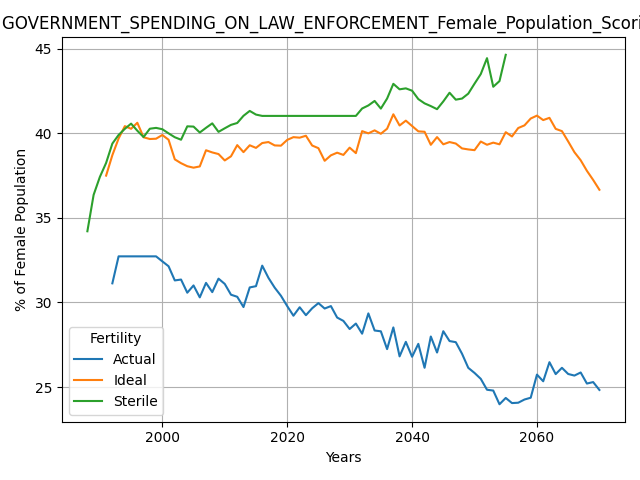 GOVERNMENT_SPENDING_ON_LAW_ENFORCEMENT_Female_Population_Scori
45
40
35
30
25
% of Female Population
Fertility
Actual
Ideal
Sterile
2000 2020 2040 2060
Years